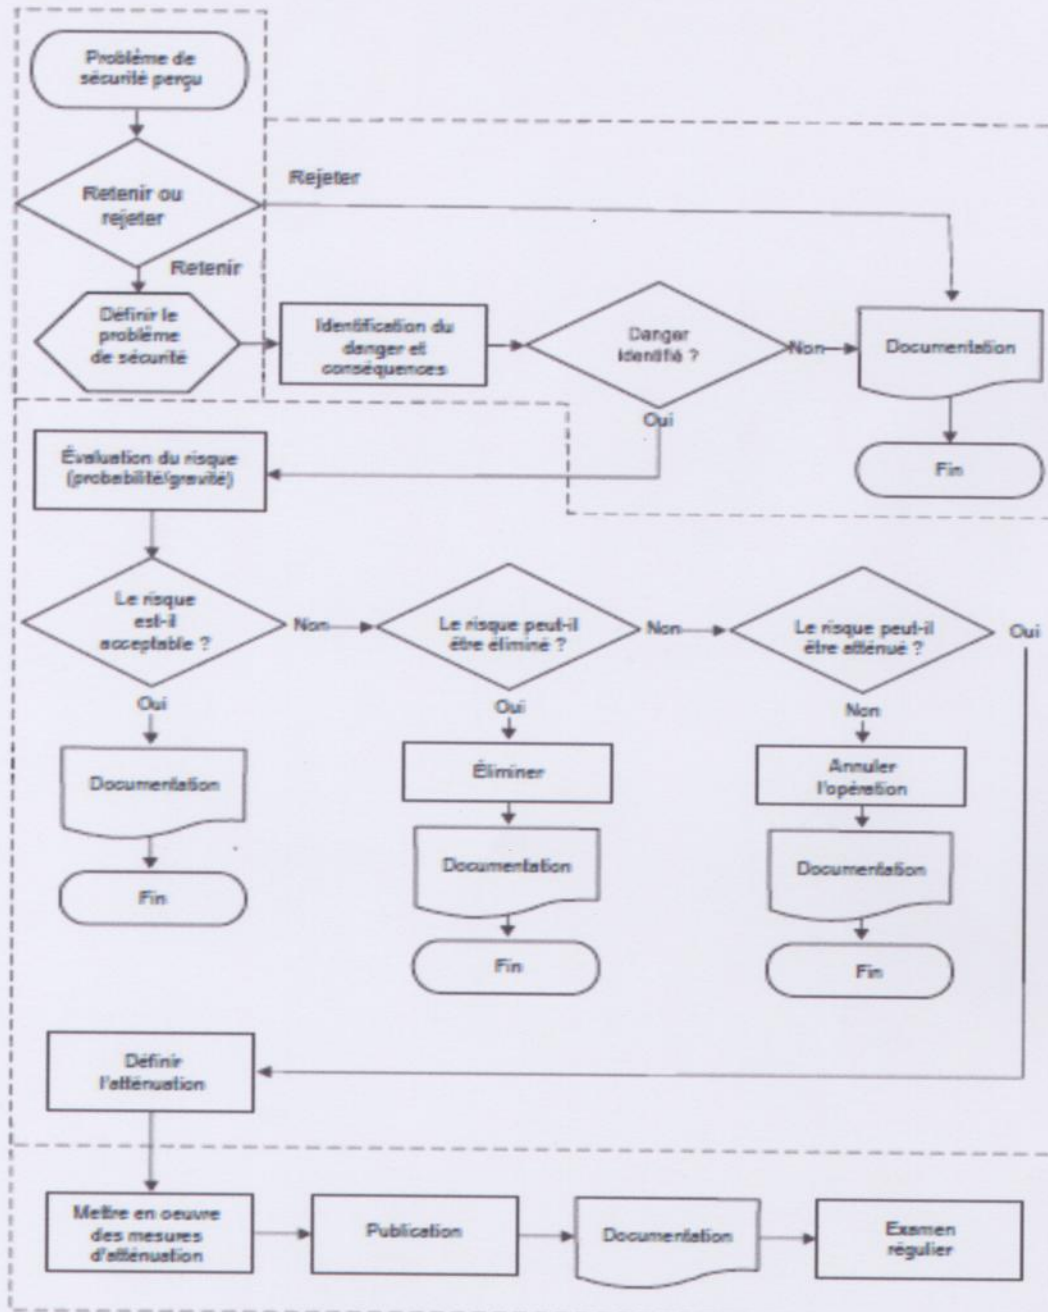 Problème de
sécurité perçu
Retenir ou
rejeter
Rejeter
Retenir
Définir le
problème
de sécurité
Identification du
danger et
conséquences
Danger
identifié ?
Non
Documentation
Oui
Fin
Évaluation du risque
(probabilité/gravité)
Le risque
est-il
acceptable ?
Non
Le risque peut-il
être éliminé ?
Non
Le risque peut-il
être atténué ?
Oui
Oui
Oui
Non
Documentation
Éliminer
Annuler
l'opération
Documentation
Documentation
Fin
Fin
Fin
Définir
l'atténuation
Mettre en oeuvre
des mesures
d'atténuation
Publication
Documentation
Examen
régulier